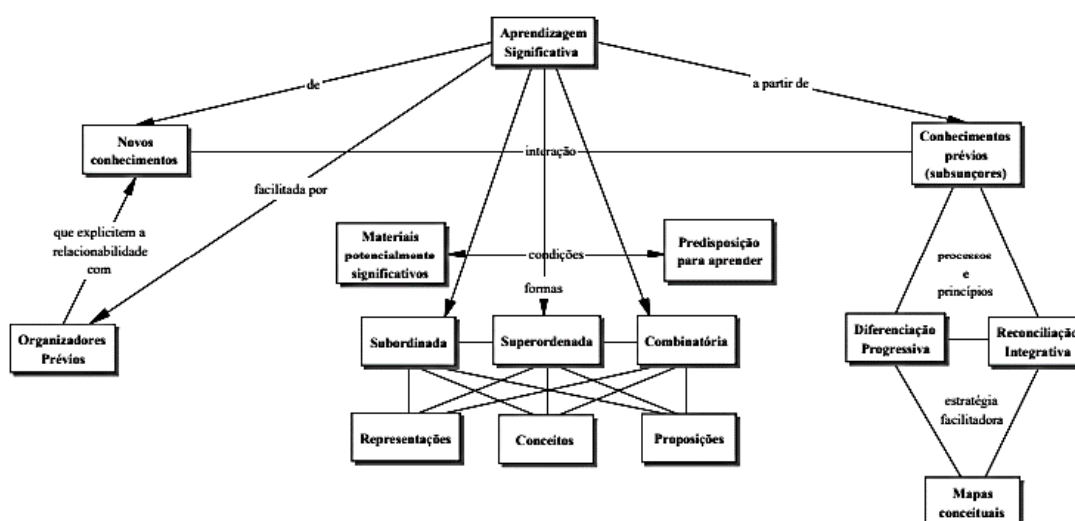 Aprendizagem
Significativa
de
a partir de
Novos
conhecimentos
interação
Conhecimentos
prévios
(subsunçores)
facilitada por
que explicitem a
relacionabilidade
com
Materiais
potencialmente
significativos
condições
Predisposição
para aprender
processos
e
princípios
formas
Organizadores
Prévios
Subordinada
Superordenada
Combinatória
Diferenciação
Progressiva
Reconciliação
Integrativa
Representações
Conceitos
Proposições
estratégia
facilitadora
Mapas
conceituais